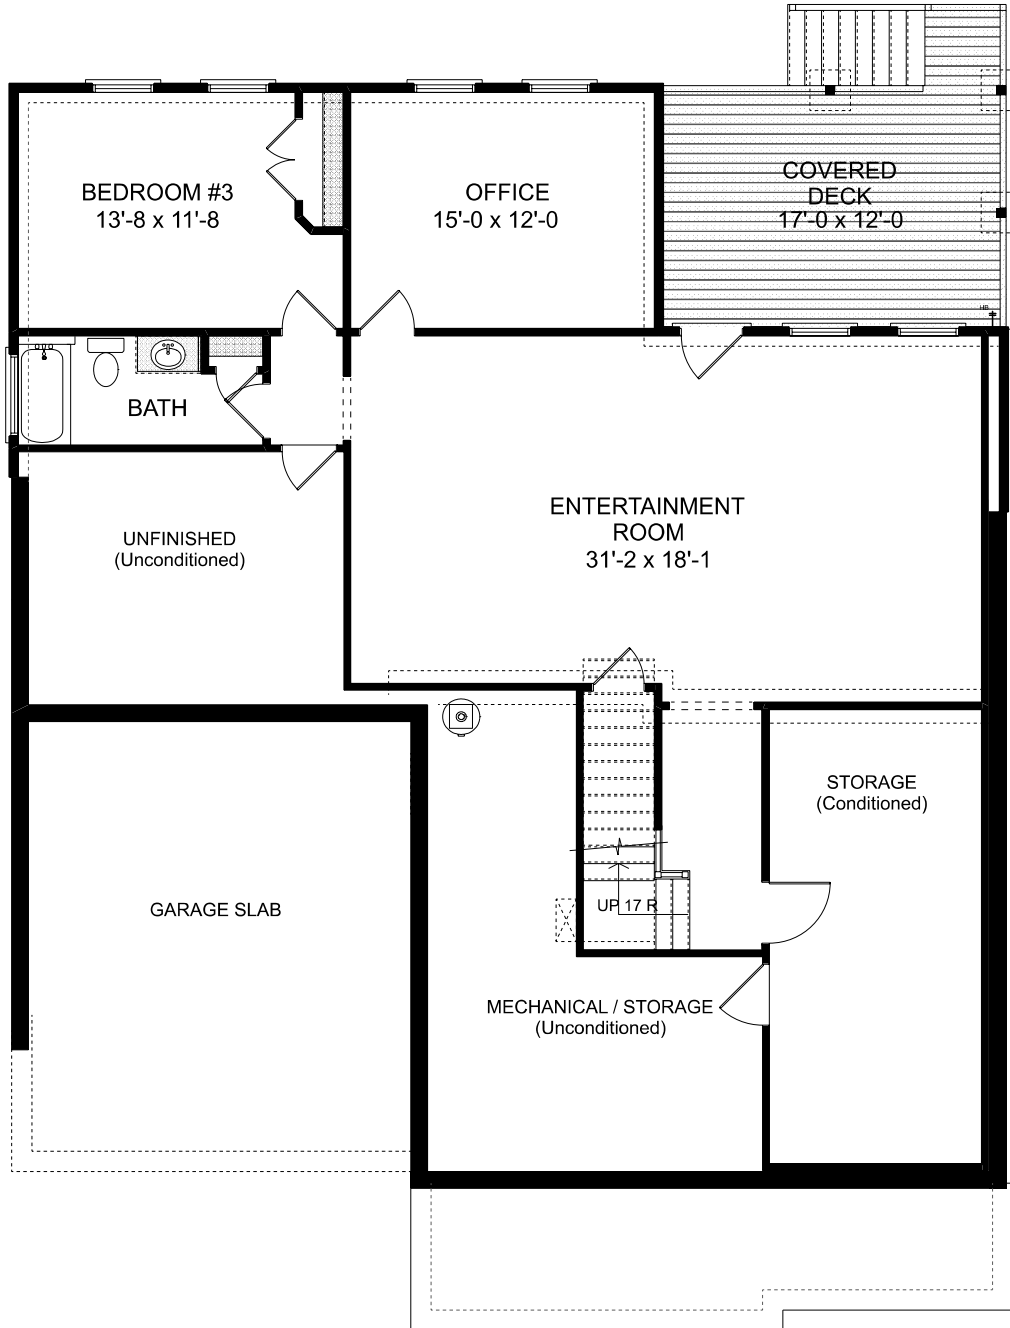 COVERED
DECK
17'-0 x 12'-0
BEDROOM #3
13'-8 x 11'-8
OFFICE
15'-0 x 12'-0
HB
BATH
ENTERTAINMENT
ROOM
31'-2 x 18'-1
UNFINISHED
(Unconditioned)
STORAGE
(Conditioned)
UP 17 R
GARAGE SLAB
MECHANICAL / STORAGE
(Unconditioned)